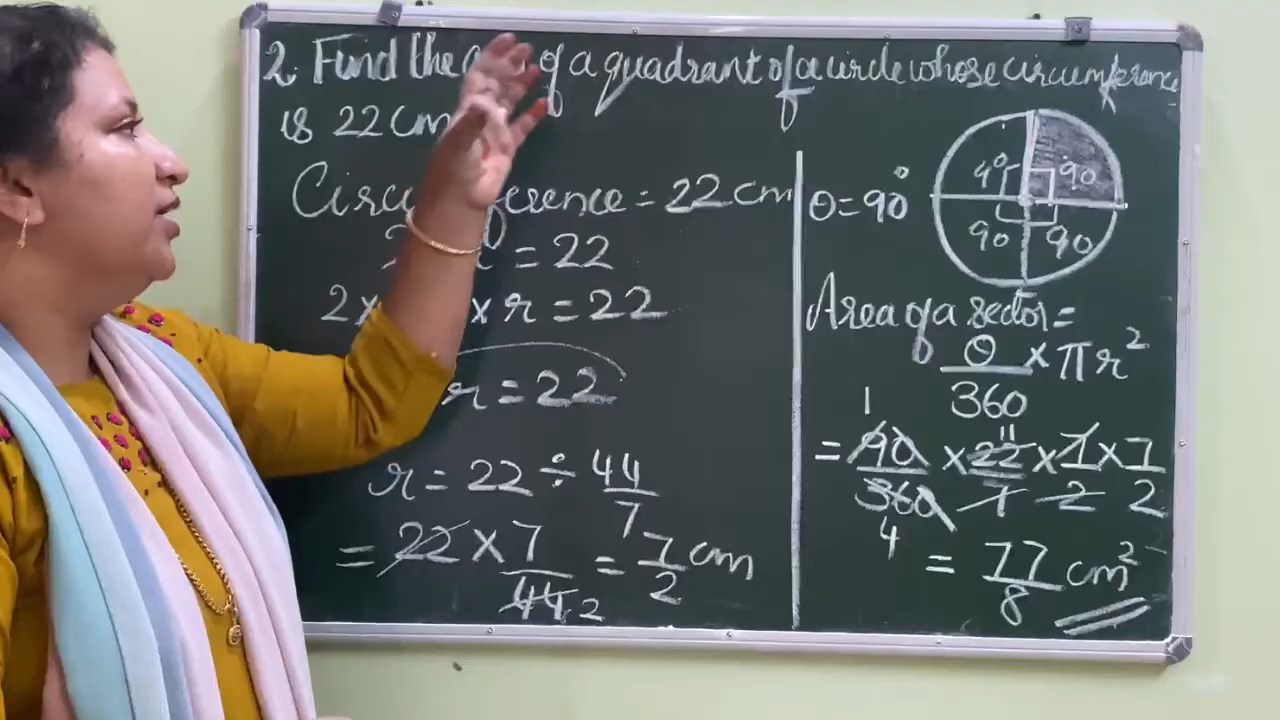 2. Find the of a quadrant of a circle whose circumference
is 22 cm
= 22 cm
= 22
2 × × r = 22
r = 22
r = 22 ÷ 44/7
= 22 × 7/44 2 = 7/2 cm
θ = 90°
90 90
90 90
Area of a sector =
θ/360 × πr²
1 11
= 90/360 × 22/7 × 7/2 × 7/2
4
= 77/8 cm²